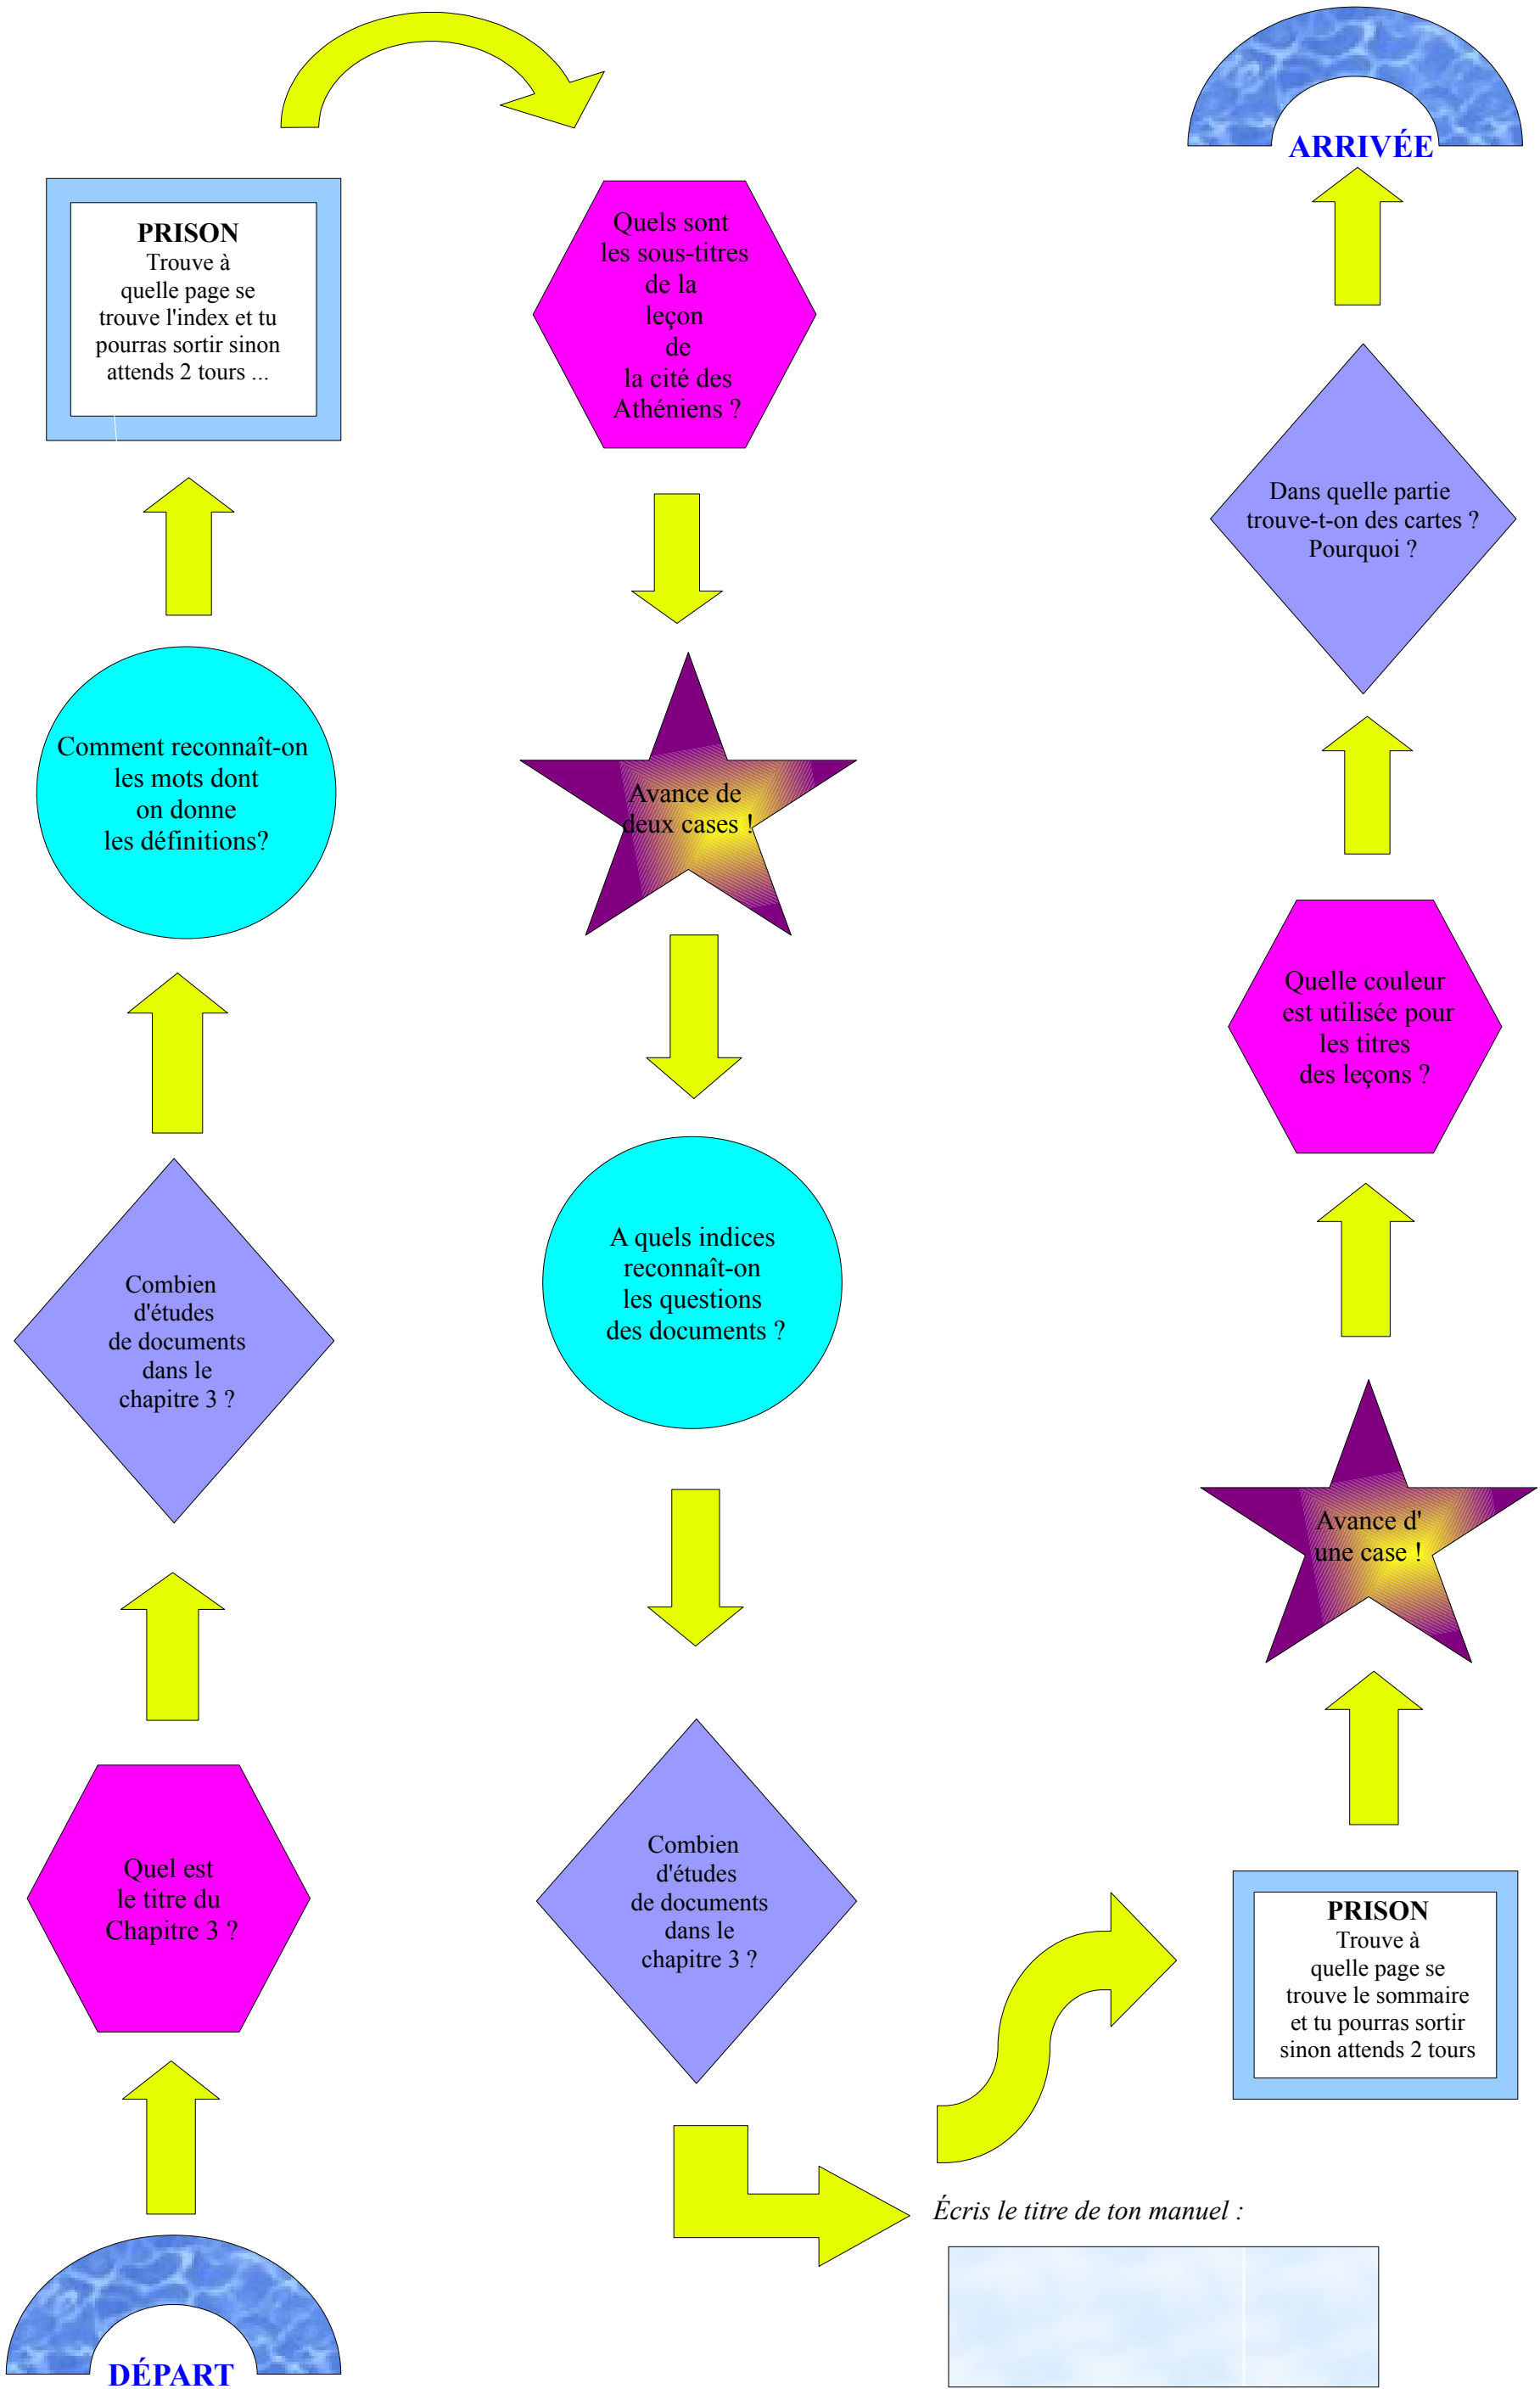 DÉPART
Quel est
le titre du
Chapitre 3 ?
Combien
d'études
de documents
dans le
chapitre 3 ?
Comment reconnaît-on
les mots dont
on donne
les définitions?
PRISON
Trouve à
quelle page se
trouve l'index et tu
pourras sortir sinon
attends 2 tours ...
Quels sont
les sous-titres
de la
leçon
de
la cité des
Athéniens ?
Avance de
deux cases !
A quels indices
reconnaît-on
les questions
des documents ?
Combien
d'études
de documents
dans le
chapitre 3 ?
Écris le titre de ton manuel :
PRISON
Trouve à
quelle page se
trouve le sommaire
et tu pourras sortir
sinon attends 2 tours
Avance d'
une case !
Quelle couleur
est utilisée pour
les titres
des leçons ?
Dans quelle partie
trouve-t-on des cartes ?
Pourquoi ?
ARRIVÉE